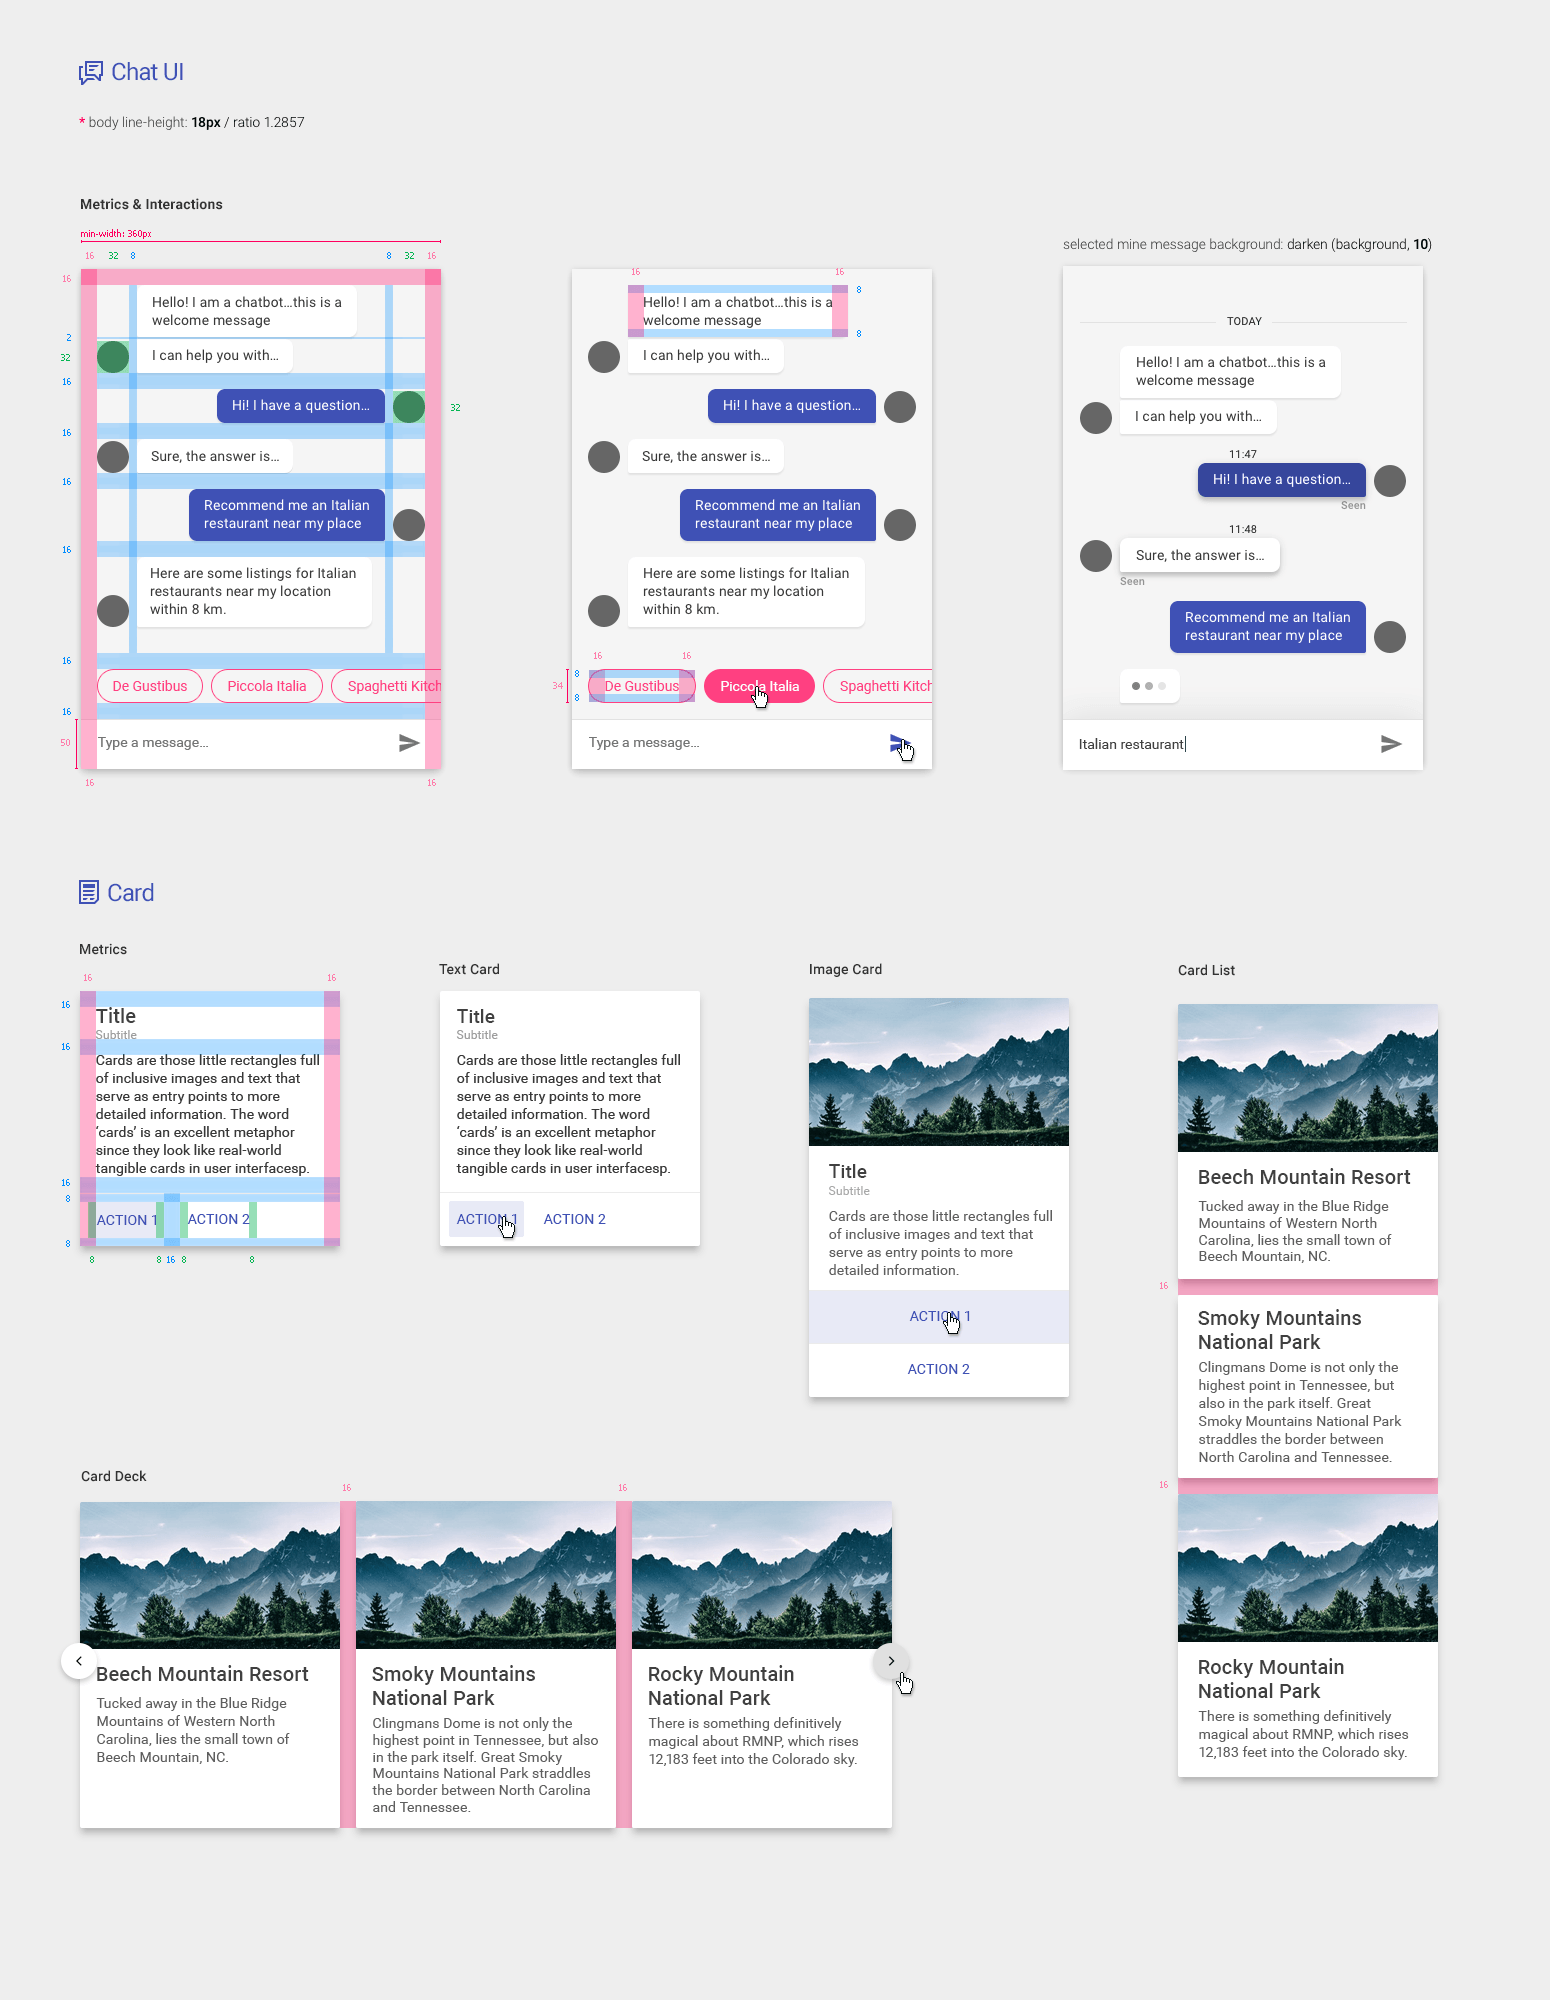 Chat UI
* body line-height: 18px / ratio 1.2857
Metrics & Interactions
min-width: 360px
16 32 8 8 32 16
16
Hello! I am a chatbot...this is a
welcome message
2
32
I can help you with...
16
Hi! I have a question...
32
16
Sure, the answer is...
16
Recommend me an Italian
restaurant near my place
16
Here are some listings for Italian
restaurants near my location
within 8 km.
16
De Gustibus
Piccola Italia
Spaghetti Kitch
16
50
Type a message...
16 16
16 16
Hello! I am a chatbot...this is a
welcome message
8
8
I can help you with...
Hi! I have a question...
Sure, the answer is...
Recommend me an Italian
restaurant near my place
Here are some listings for Italian
restaurants near my location
within 8 km.
16 16
34
8
8
De Gustibus
Piccola Italia
Spaghetti Kitch
Type a message...
selected mine message background: darken (background, 10)
TODAY
Hello! I am a chatbot...this is a
welcome message
I can help you with...
11:47
Hi! I have a question...
Seen
11:48
Sure, the answer is...
Seen
Recommend me an Italian
restaurant near my place
Italian restaurant
Card
Metrics
16 16
16
Title
Subtitle
16
Cards are those little rectangles full
of inclusive images and text that
serve as entry points to more
detailed information. The word
‘cards’ is an excellent metaphor
since they look like real-world
tangible cards in user interfacesp.
16
8
ACTION 1
ACTION 2
8
8 8 16 8 8
Text Card
Title
Subtitle
Cards are those little rectangles full
of inclusive images and text that
serve as entry points to more
detailed information. The word
‘cards’ is an excellent metaphor
since they look like real-world
tangible cards in user interfacesp.
ACTION 1
ACTION 2
Image Card
Title
Subtitle
Cards are those little rectangles full
of inclusive images and text that
serve as entry points to more
detailed information.
ACTION 1
ACTION 2
Card List
Beech Mountain Resort
Tucked away in the Blue Ridge
Mountains of Western North
Carolina, lies the small town of
Beech Mountain, NC.
16
Smoky Mountains
National Park
Clingmans Dome is not only the
highest point in Tennessee, but
also in the park itself. Great
Smoky Mountains National Park
straddles the border between
North Carolina and Tennessee.
16
Rocky Mountain
National Park
There is something definitively
magical about RMNP, which rises
12,183 feet into the Colorado sky.
Card Deck
16 16
Beech Mountain Resort
Tucked away in the Blue Ridge
Mountains of Western North
Carolina, lies the small town of
Beech Mountain, NC.
Smoky Mountains
National Park
Clingmans Dome is not only the
highest point in Tennessee, but also
in the park itself. Great Smoky
Mountains National Park straddles
the border between North Carolina
and Tennessee.
Rocky Mountain
National Park
There is something definitively
magical about RMNP, which rises
12,183 feet into the Colorado sky.